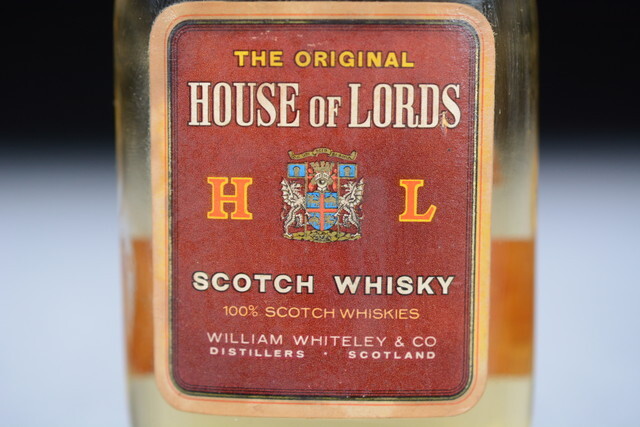 THE ORIGINAL
HOUSE OF LORDS
H L
SCOTCH WHISKY
100% SCOTCH WHISKIES
WILLIAM WHITELEY & CO
DISTILLERS · SCOTLAND